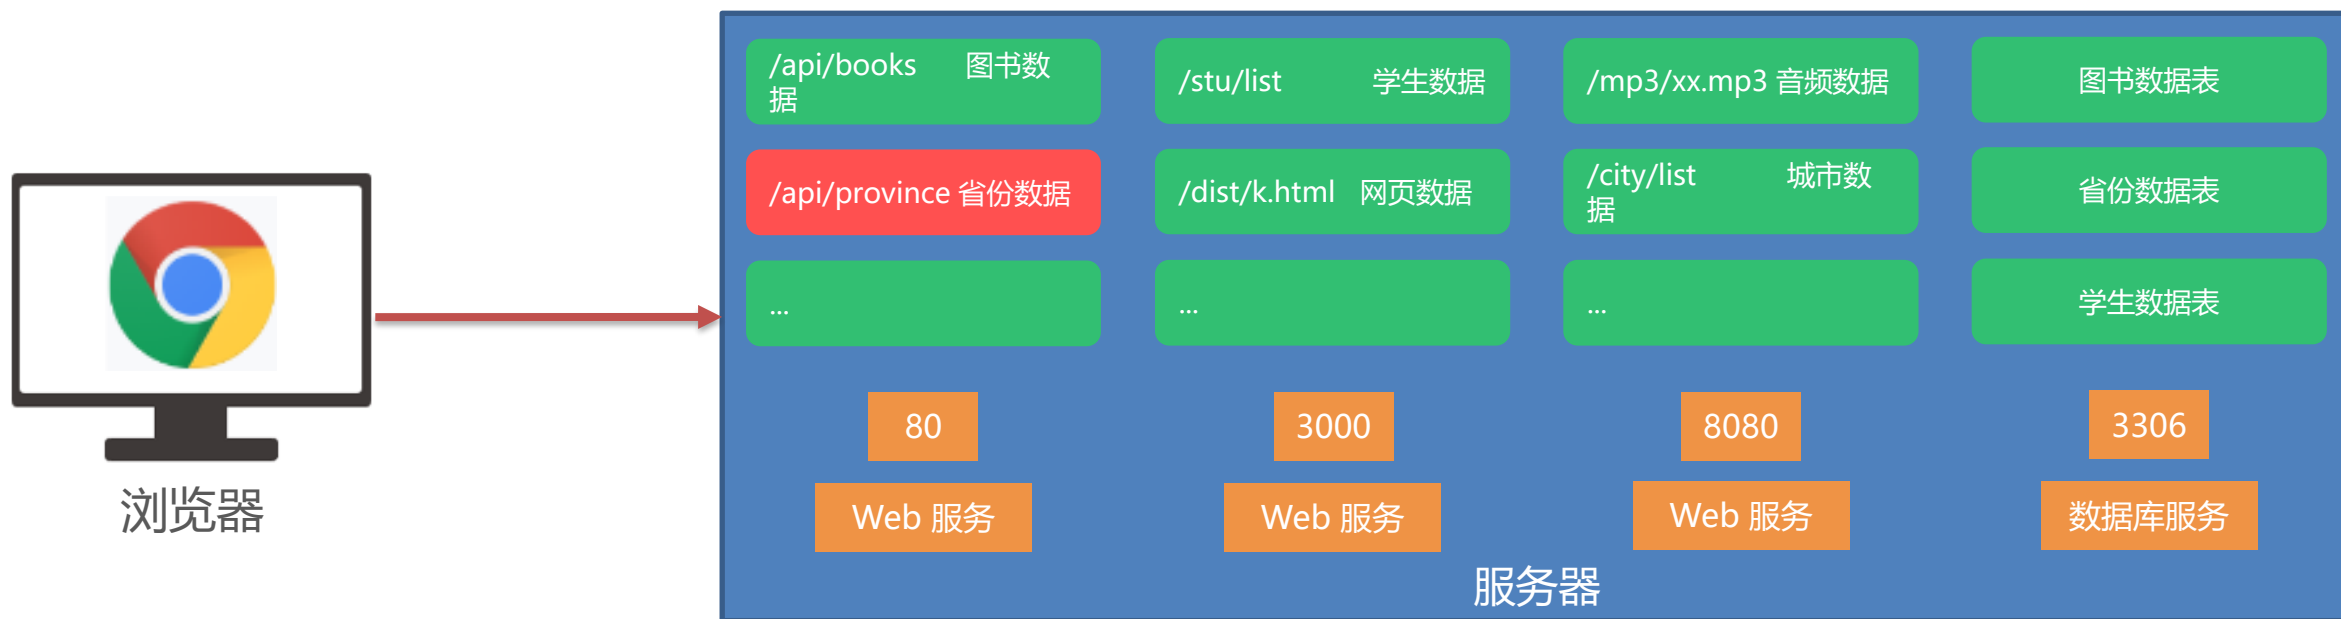 /api/books 图书数
据
/stu/list 学生数据
/mp3/xx.mp3 音频数据
图书数据表
/api/province 省份数据
/dist/k.html 网页数据
/city/list 城市数
据
省份数据表
...
...
...
学生数据表
80
3000
8080
3306
浏览器
Web 服务
Web 服务
Web 服务
数据库服务
服务器